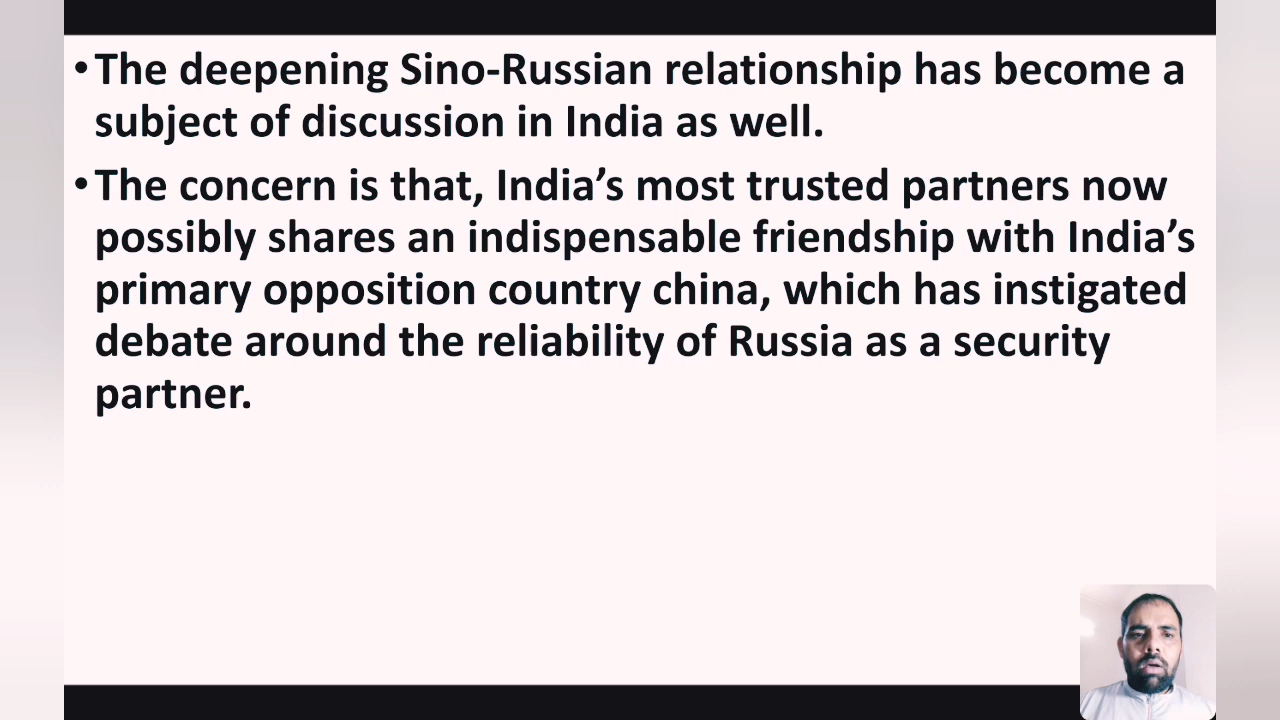 •The deepening Sino-Russian relationship has become a
subject of discussion in India as well.
•The concern is that, India’s most trusted partners now
possibly shares an indispensable friendship with India’s
primary opposition country china, which has instigated
debate around the reliability of Russia as a security
partner.